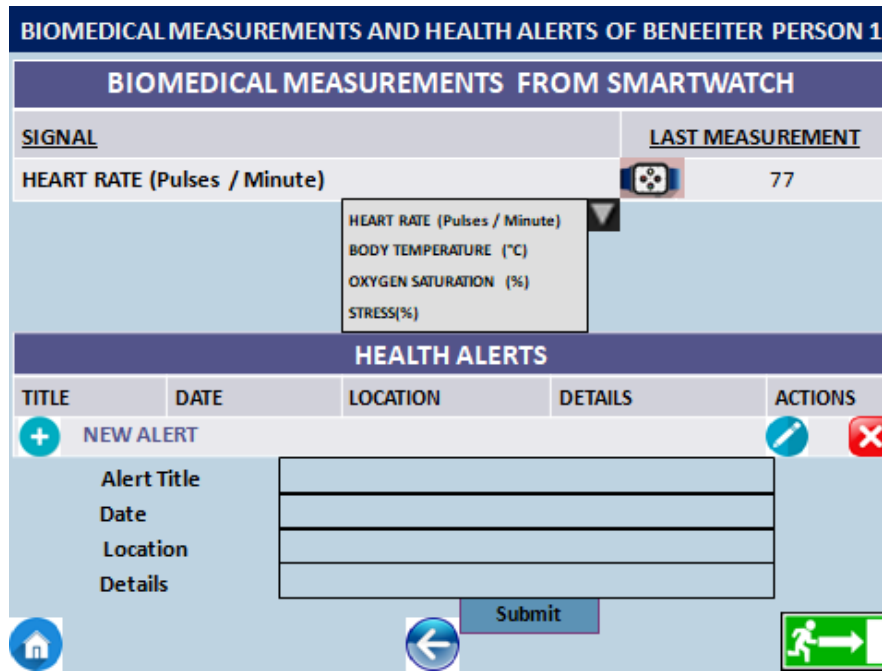 BIOMEDICAL MEASUREMENTS AND HEALTH ALERTS OF BENEEITER PERSON 1
BIOMEDICAL MEASUREMENTS FROM SMARTWATCH
SIGNAL LAST MEASUREMENT
HEART RATE (Pulses / Minute) 77
HEART RATE (Pulses / Minute)
BODY TEMPERATURE (°C)
OXYGEN SATURATION (%)
STRESS(%)
HEALTH ALERTS
TITLE DATE LOCATION DETAILS ACTIONS
NEW ALERT
Alert Title
Date
Location
Details
Submit